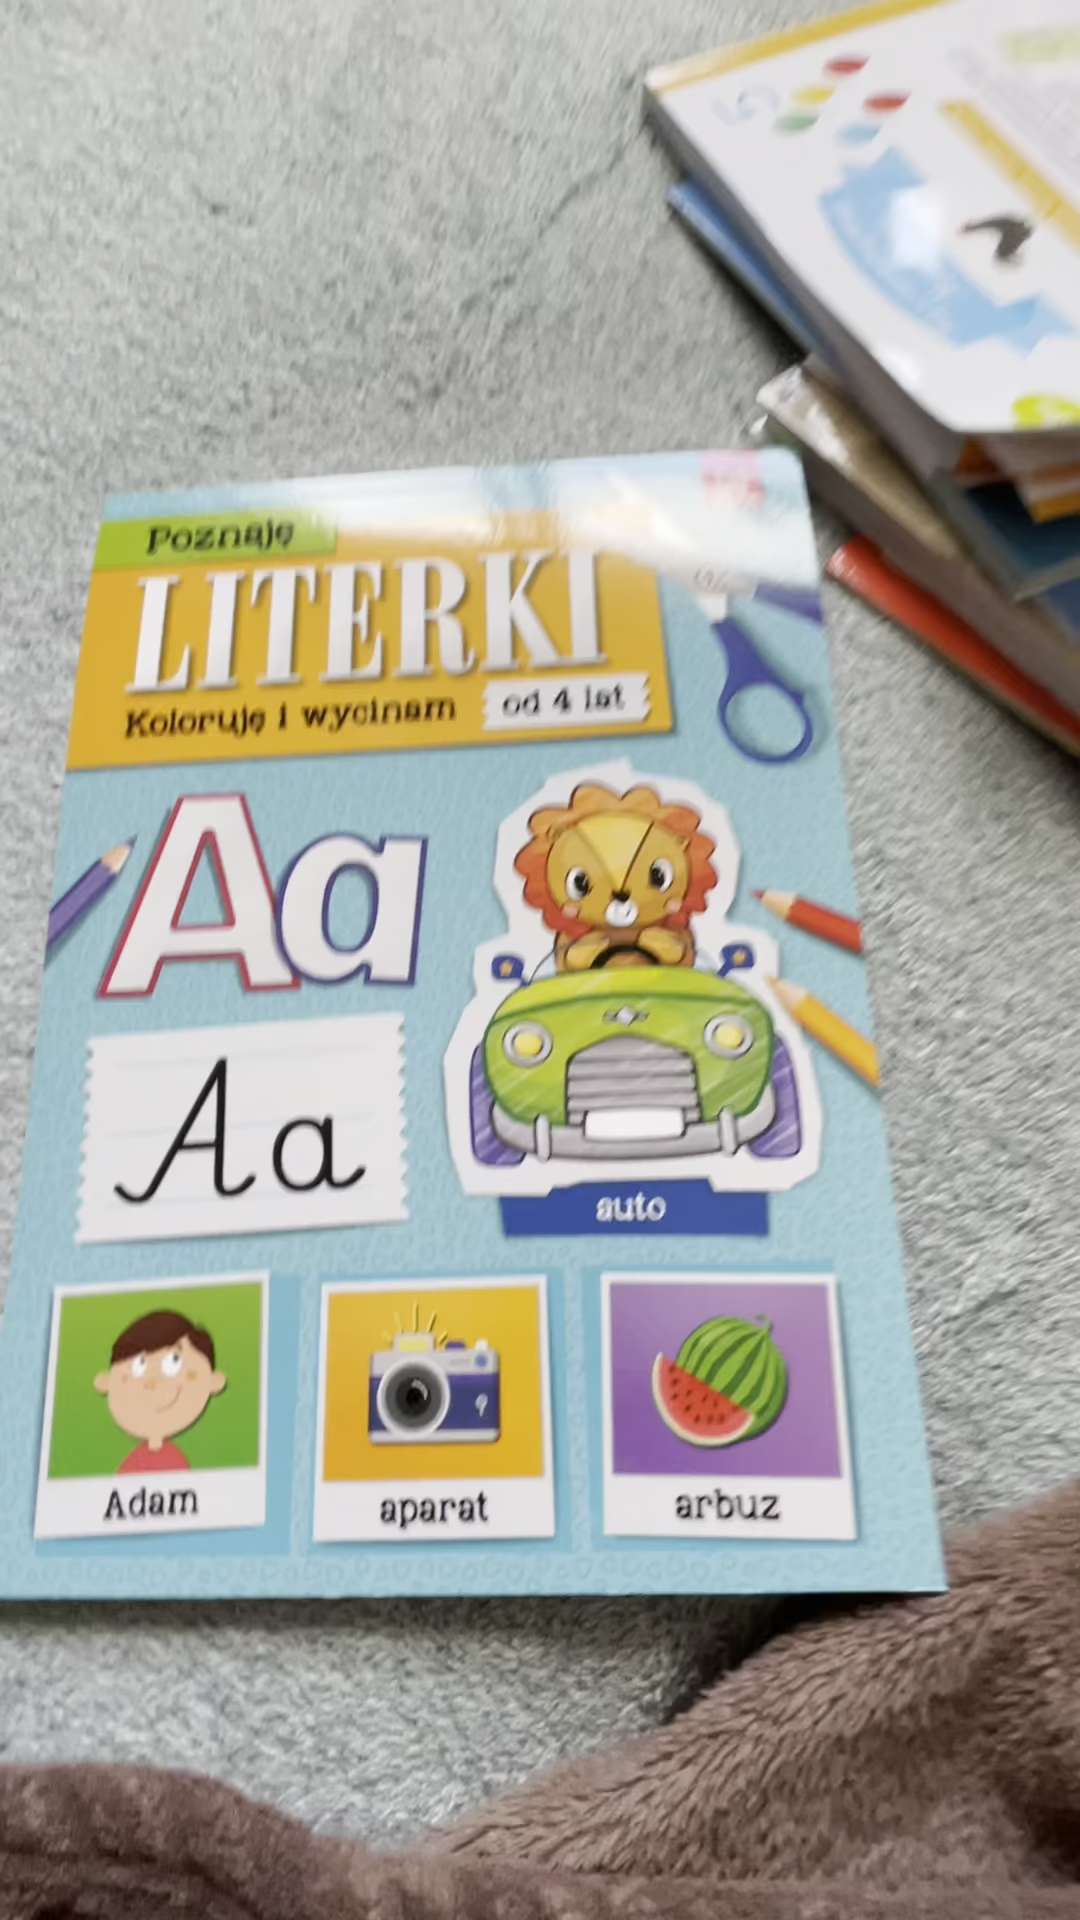 Poznaję
LITERKI
Koloruję i wycinam
od 4 lat
Aa
Aa
auto
Adam
aparat
arbuz